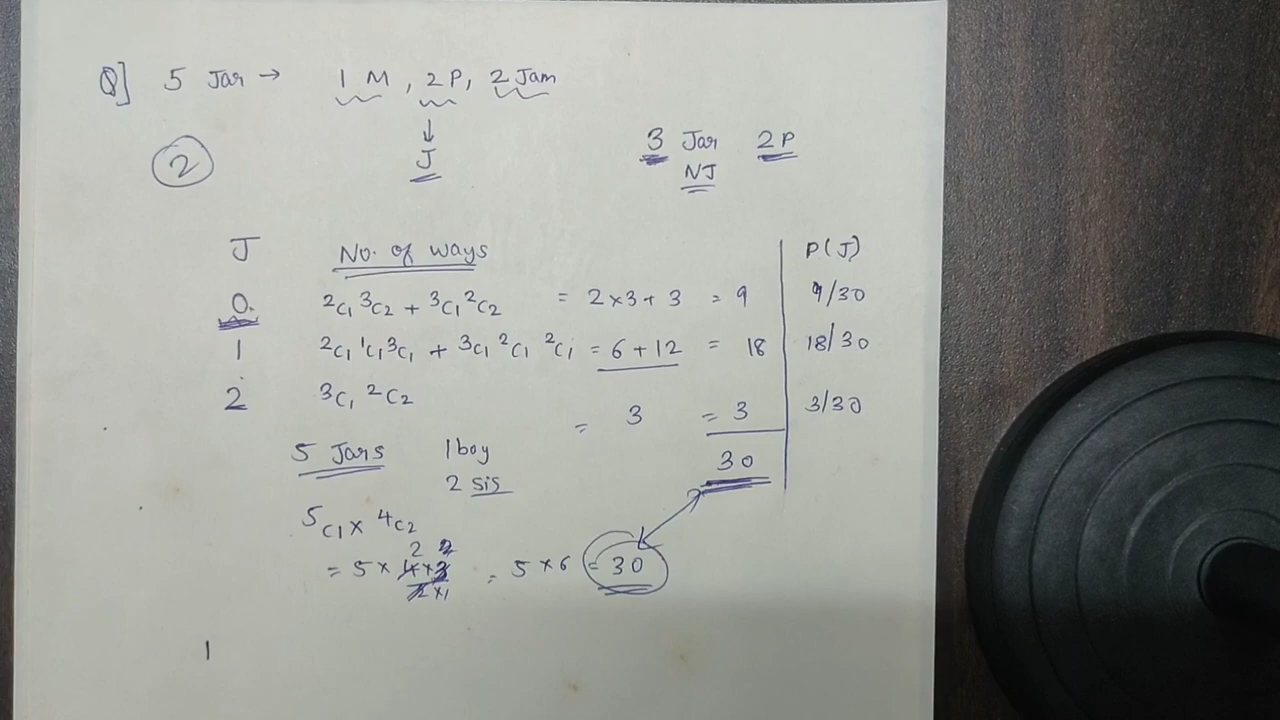 Q] 5 Jar → 1 M , 2P, 2 Jam
↓
② J 3 Jar 2P
NJ
J No. of ways P(J)
0. ²C₁ ³C₂ + ³C₁ ²C₂ = 2×3+3 = 9 9/30
1 ²C₁ ¹C₁ ³C₁ + ³C₁ ²C₁ ²C₁ = 6+12 = 18 18/30
2 ³C₁ ²C₂ = 3 = 3 3/30
5 Jars 1 boy 30
2 sis
⁵C₁ × ⁴C₂
2 2
= 5 × 4×3 / 2×1 = 5×6 = 30
1